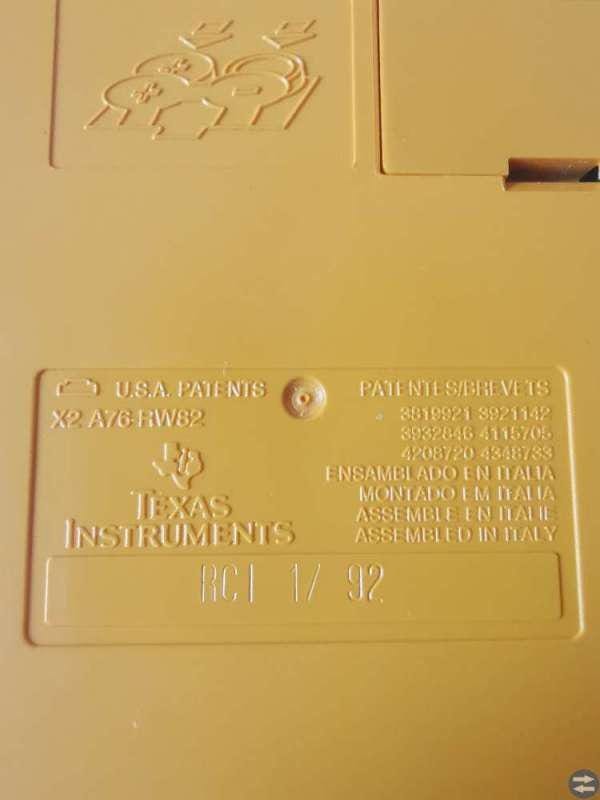 U.S.A. PATENTS
X2 A76-RW82
TEXAS
INSTRUMENTS
PATENTES/BREVETS
3819921 3921142
3932846 4115705
4208720 4348733
ENSAMBLADO EN ITALIA
MONTADO EM ITALIA
ASSEMBLE EN ITALIE
ASSEMBLED IN ITALY
RCI 1/ 92